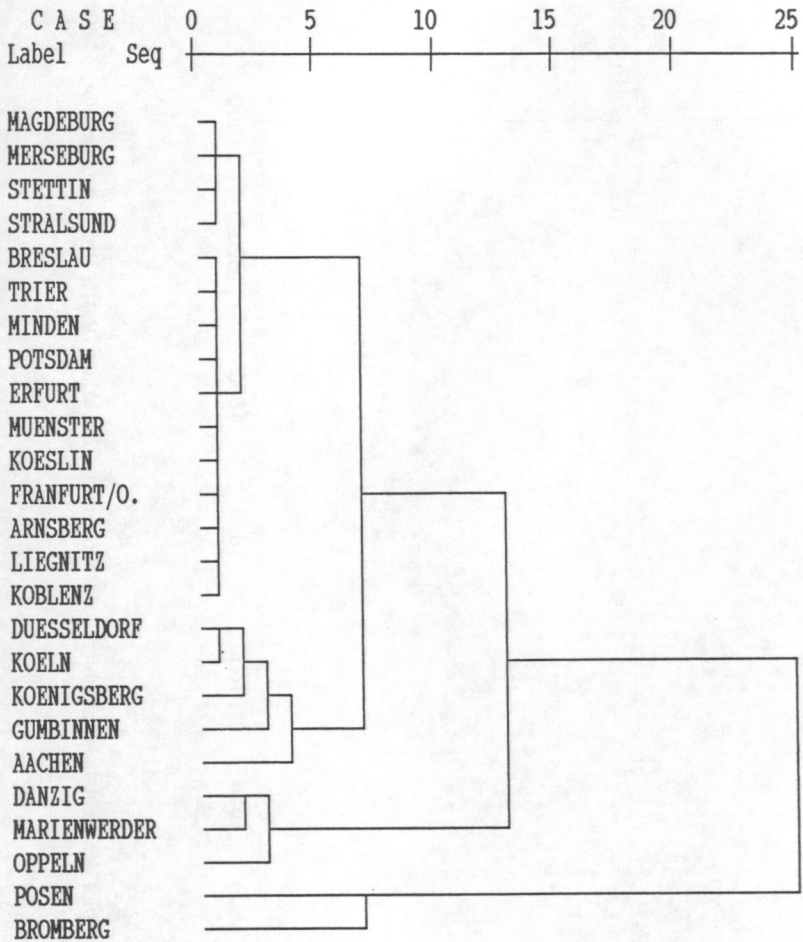 C A S E 0 5 10 15 20 25
Label Seq
MAGDEBURG
MERSEBURG
STETTIN
STRALSUND
BRESLAU
TRIER
MINDEN
POTSDAM
ERFURT
MUENSTER
KOESLIN
FRANFURT/O.
ARNSBERG
LIEGNITZ
KOBLENZ
DUESSELDORF
KOELN
KOENIGSBERG
GUMBINNEN
AACHEN
DANZIG
MARIENWERDER
OPPELN
POSEN
BROMBERG